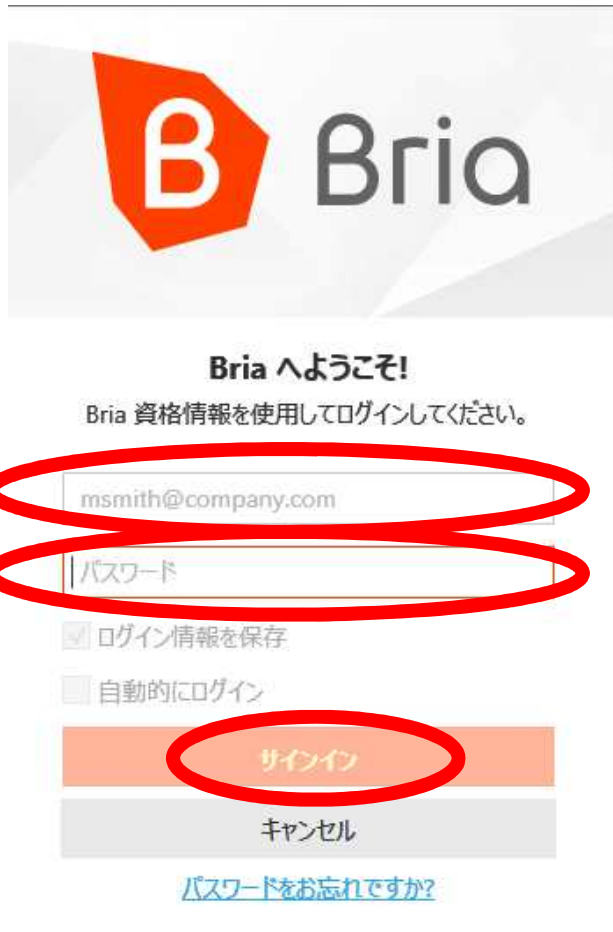 B Bria
Bria へようこそ!
Bria 資格情報を使用してログインしてください。
msmith@company.com
パスワード
ログイン情報を保存
自動的にログイン
サインイン
キャンセル
パスワードをお忘れですか?